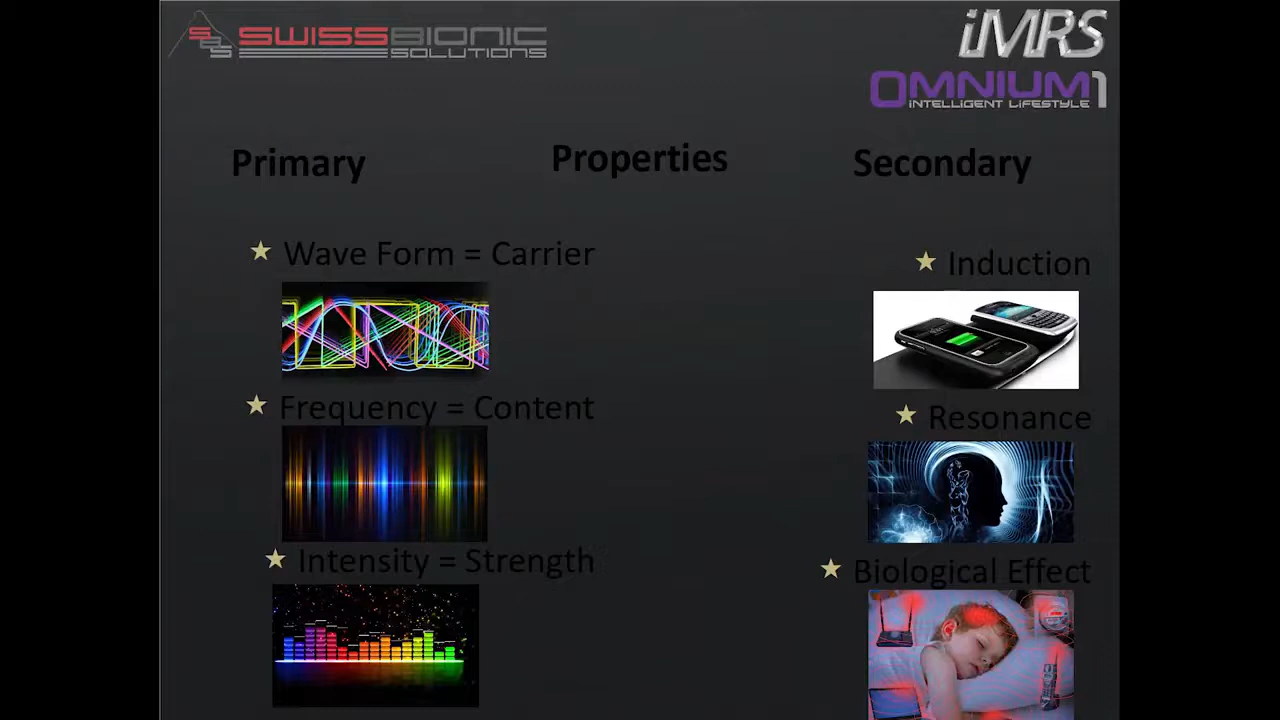 SBS SWISSBIONIC
SOLUTIONS
iMRS
OMNIUM1
INTELLIGENT LIFESTYLE
Primary
Properties
Secondary
Wave Form = Carrier
Induction
Frequency = Content
Resonance
Intensity = Strength
Biological Effect